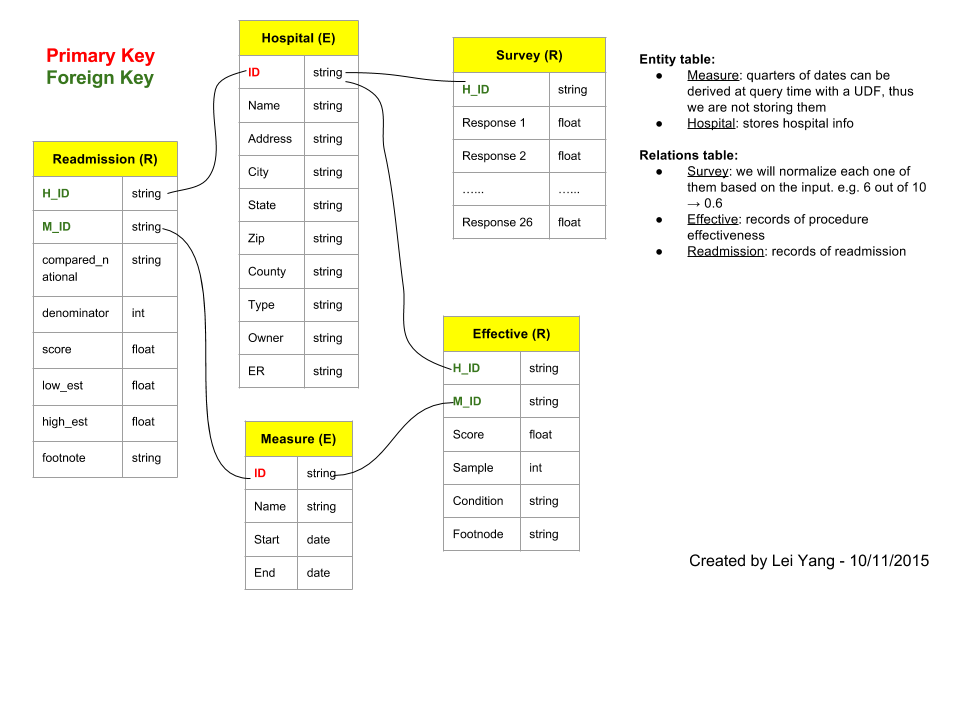 Primary Key
Foreign Key
Readmission (R)
H_ID string
M_ID string
compared_n string
ational
denominator int
score float
low_est float
high_est float
footnote string
Hospital (E)
ID string
Name string
Address string
City string
State string
Zip string
County string
Type string
Owner string
ER string
Measure (E)
ID string
Name string
Start date
End date
Survey (R)
H_ID string
Response 1 float
Response 2 float
…... …...
Response 26 float
Effective (R)
H_ID string
M_ID string
Score float
Sample int
Condition string
Footnode string
Entity table:
● Measure: quarters of dates can be
derived at query time with a UDF, thus
we are not storing them
● Hospital: stores hospital info
Relations table:
● Survey: we will normalize each one of
them based on the input. e.g. 6 out of 10
→ 0.6
● Effective: records of procedure
effectiveness
● Readmission: records of readmission
Created by Lei Yang - 10/11/2015